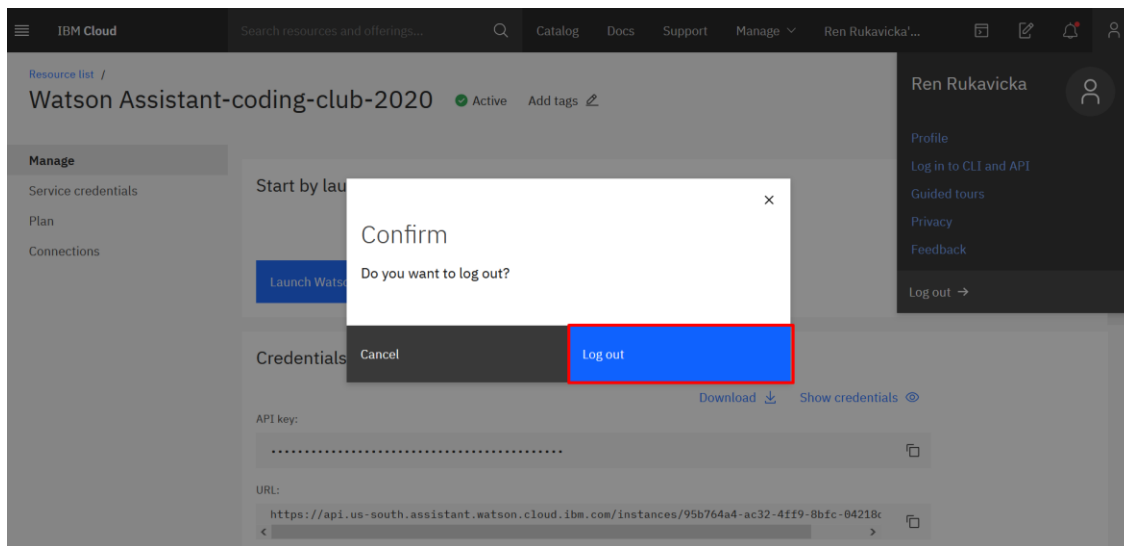 IBM Cloud
Search resources and offerings...
Catalog
Docs
Support
Manage
Ren Rukavicka'...
Resource list /
Watson Assistant-coding-club-2020
Active
Add tags
Ren Rukavicka
Profile
Log in to CLI and API
Guided tours
Privacy
Feedback
Log out →
Manage
Service credentials
Plan
Connections
Start by lau
Launch Watso
Confirm
Do you want to log out?
Cancel
Log out
Credentials
Download
Show credentials
API key:
••••••••••••••••••••••••••••••••••••••••••••
URL:
https://api.us-south.assistant.watson.cloud.ibm.com/instances/95b764a4-ac32-4ff9-8bfc-04218c